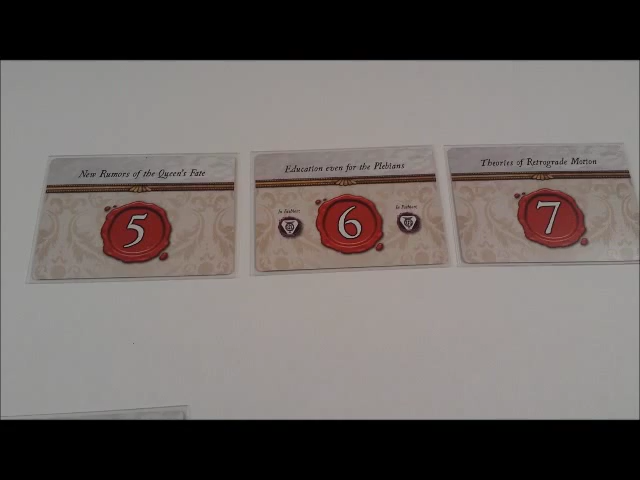 New Rumors of the Queen's Fate
5
Education even for the Plebians
6
Theories of Retrograde Motion
7